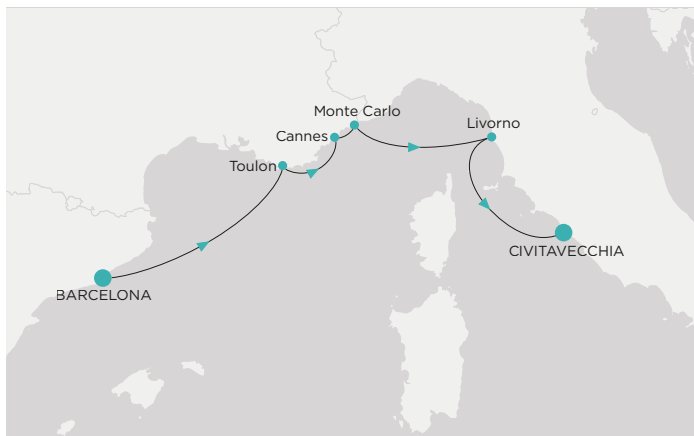 Monte Carlo
Livorno
Cannes
Toulon
CIVITAVECCHIA
BARCELONA